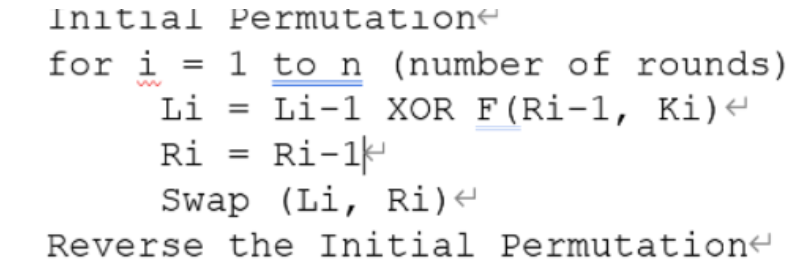 Initial Permutation
for i = 1 to n (number of rounds)
Li = Li-1 XOR F(Ri-1, Ki)
Ri = Ri-1
Swap (Li, Ri)
Reverse the Initial Permutation